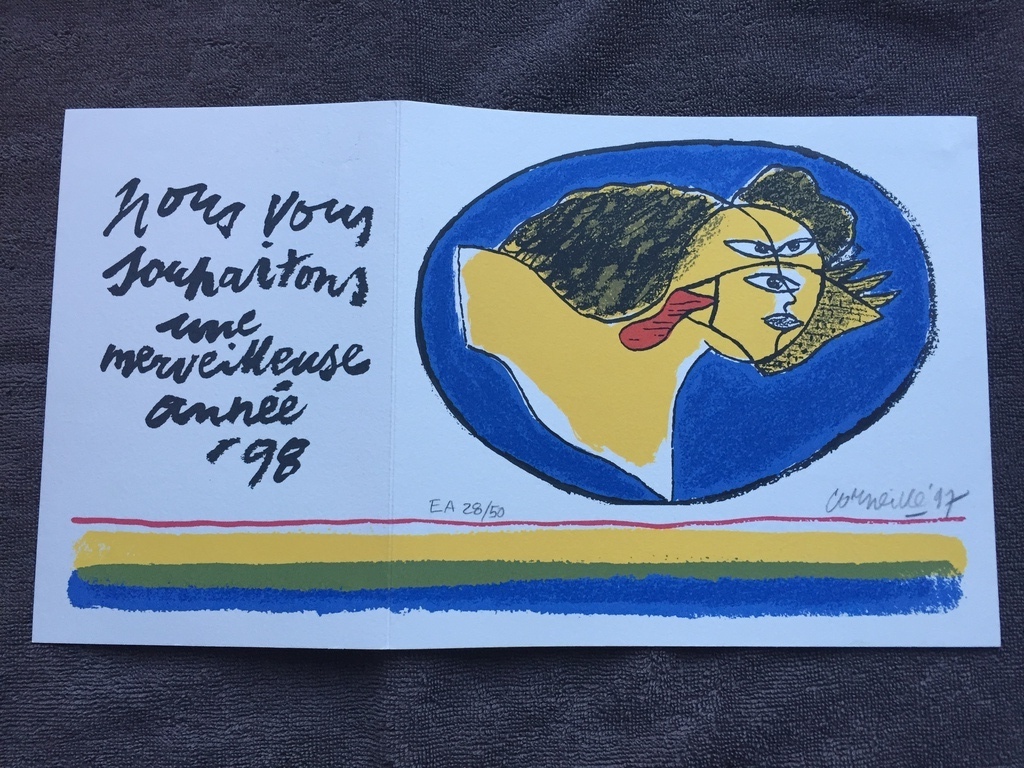 nous vous
souhaitons
une
merveilleuse
année
'98
EA 28/50
Corneille '97